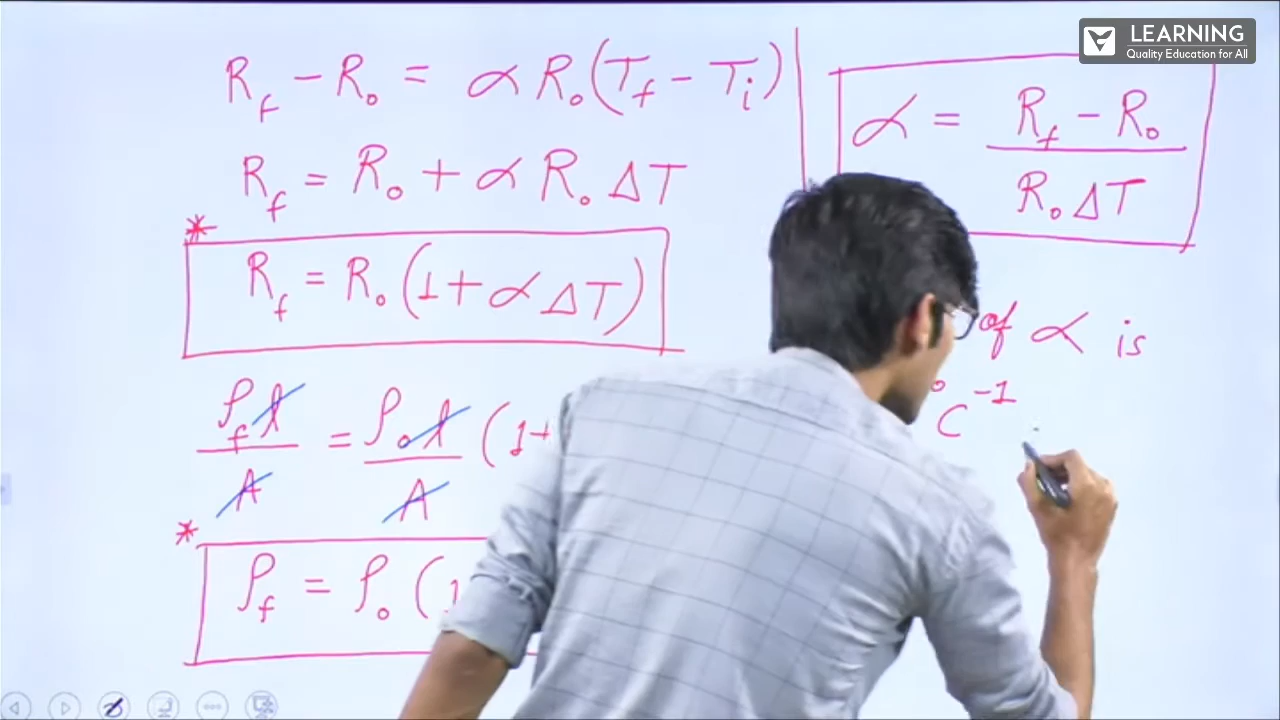 R_f - R_0 = α R_0 (T_f - T_i)
R_f = R_0 + α R_0 ΔT
*
R_f = R_0 (1 + α ΔT)
ρ_f l / A = ρ_0 l / A (1+
*
ρ_f = ρ_0 (1
LEARNING
Quality Education for All
α = R_f - R_0 / R_0 ΔT
of α is
°C^-1